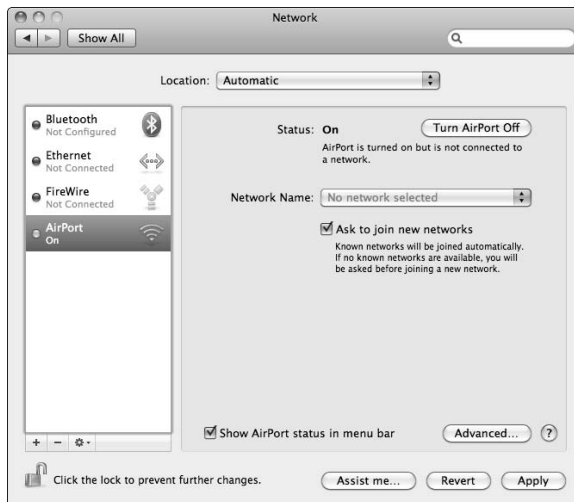 Network
Show All
Location: Automatic
Bluetooth
Not Configured
Ethernet
Not Connected
FireWire
Not Connected
AirPort
On
Status: On
Turn AirPort Off
AirPort is turned on but is not connected to
a network.
Network Name: No network selected
Ask to join new networks
Known networks will be joined automatically.
If no known networks are available, you will
be asked before joining a new network.
Show AirPort status in menu bar
Advanced...
?
Click the lock to prevent further changes.
Assist me...
Revert
Apply